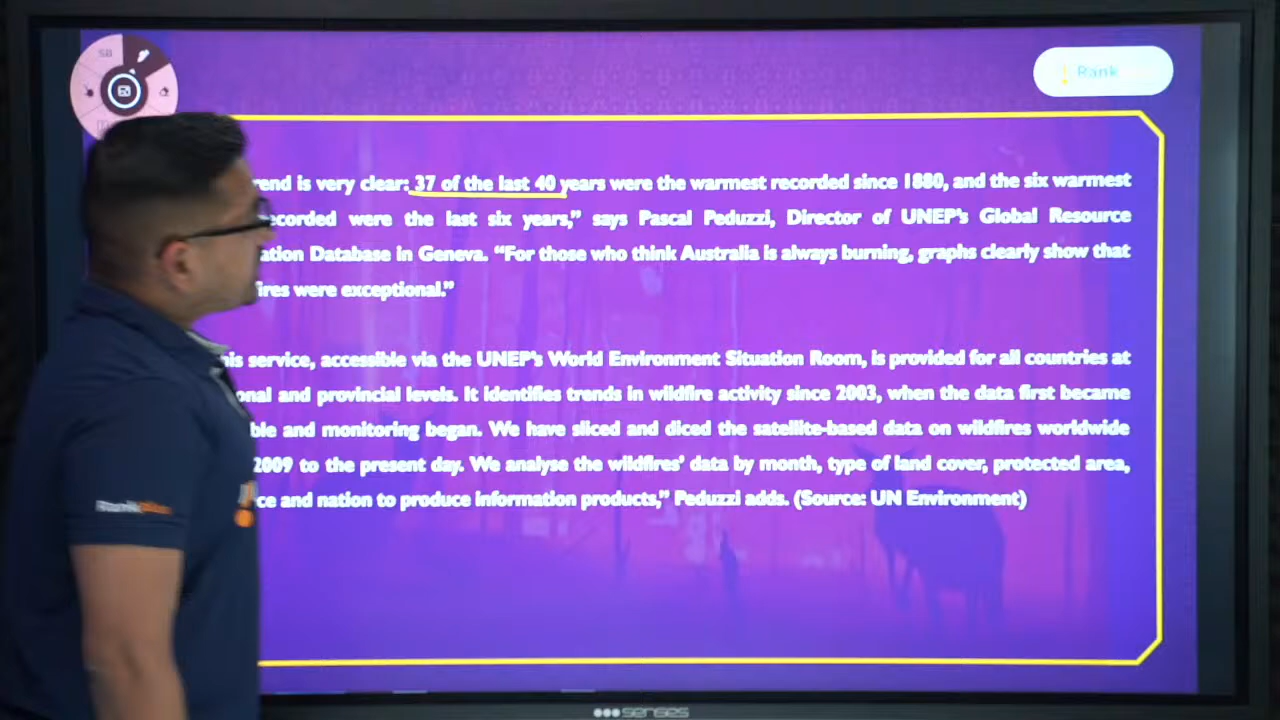 sa
Rank
rend is very clear: 37 of the last 40 years were the warmest recorded since 1880, and the six warmest
ecorded were the last six years,” says Pascal Peduzzi, Director of UNEP’s Global Resource
ation Database in Geneva. “For those who think Australia is always burning, graphs clearly show that
ires were exceptional.”
his service, accessible via the UNEP’s World Environment Situation Room, is provided for all countries at
onal and provincial levels. It identifies trends in wildfire activity since 2003, when the data first became
ble and monitoring began. We have sliced and diced the satellite-based data on wildfires worldwide
2009 to the present day. We analyse the wildfires’ data by month, type of land cover, protected area,
ce and nation to produce information products,” Peduzzi adds. (Source: UN Environment)
senses